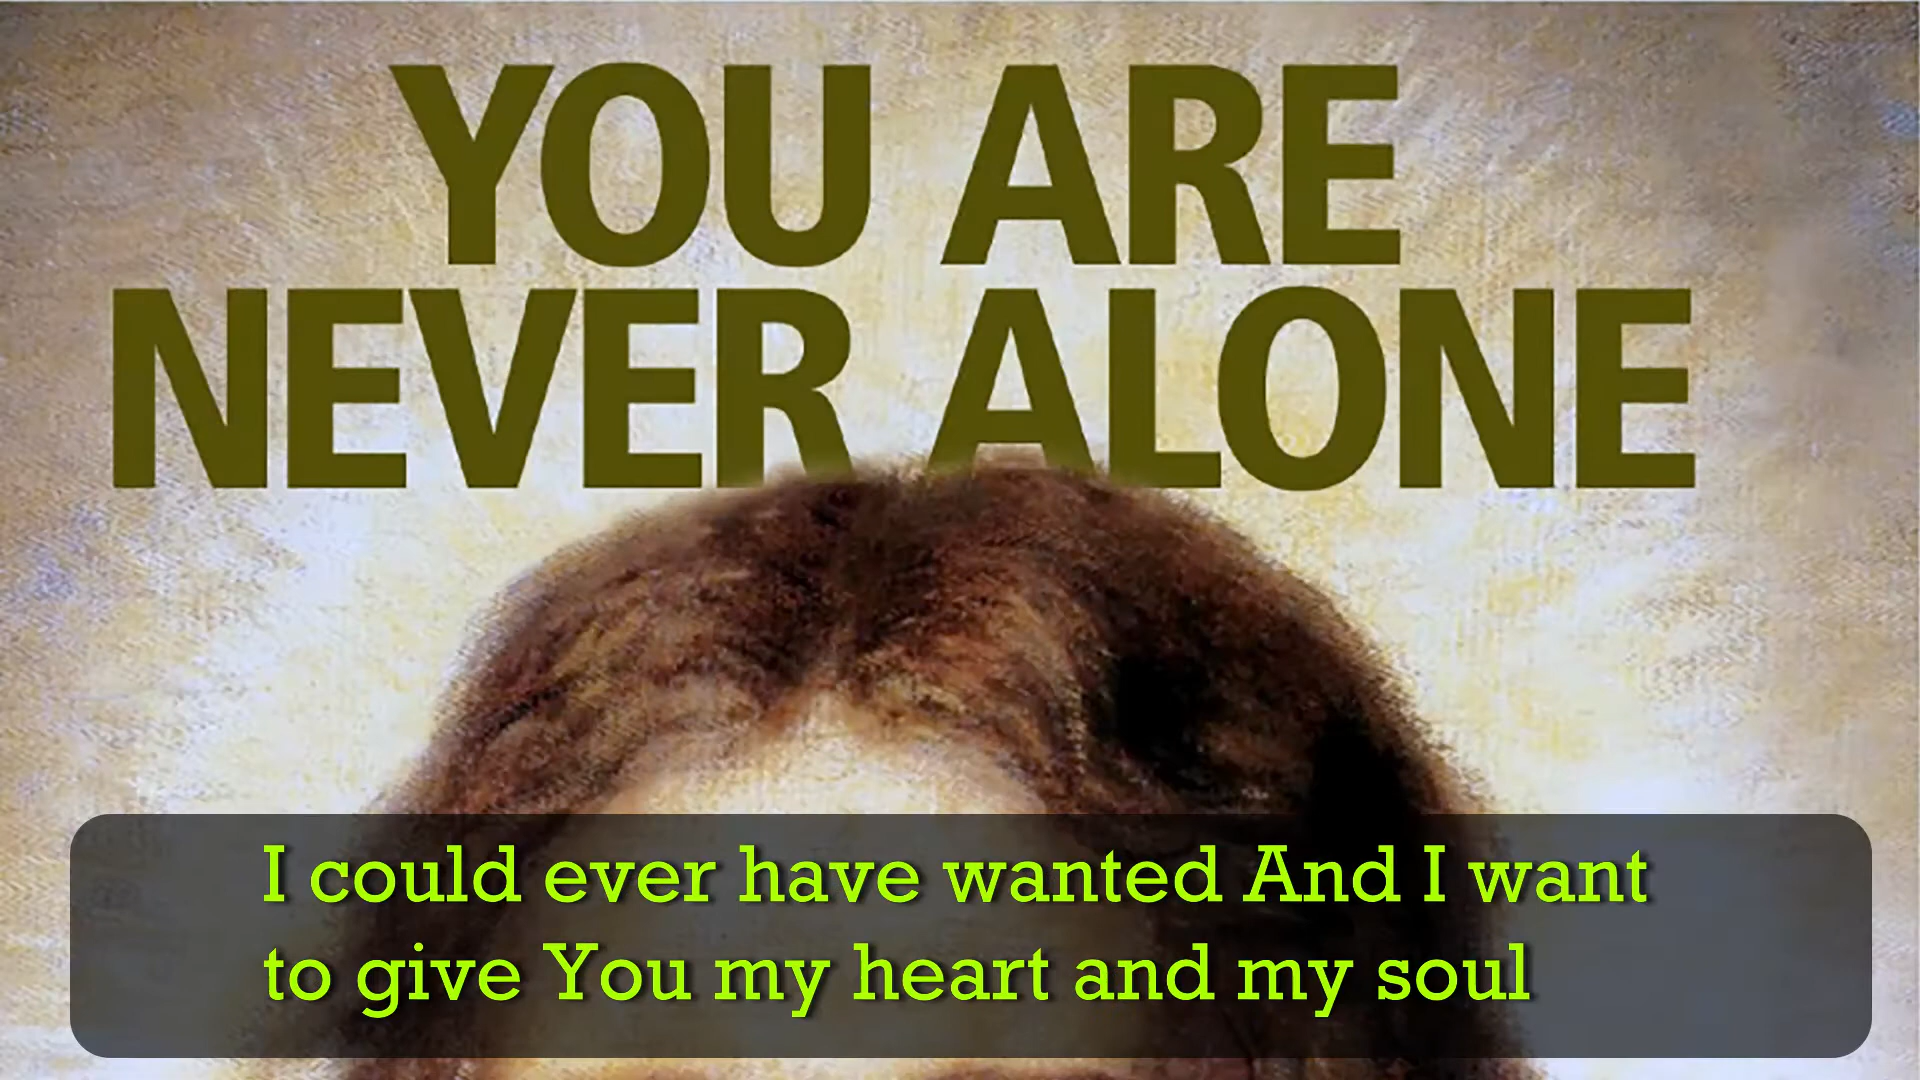 YOU ARE
NEVER ALONE
I could ever have wanted And I want
to give You my heart and my soul